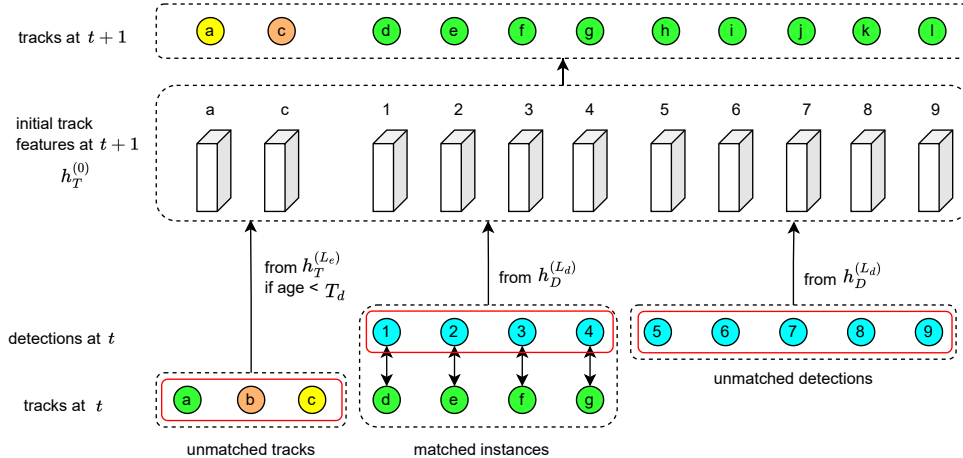 tracks at t + 1
a c d e f g h i j k l
a c 1 2 3 4 5 6 7 8 9
initial track
features at t + 1
h_T^{(0)}
from h_T^{(L_e)}
if age < T_d
from h_D^{(L_d)}
from h_D^{(L_d)}
detections at t
1 2 3 4 5 6 7 8 9
unmatched detections
tracks at t
a b c d e f g
unmatched tracks
matched instances